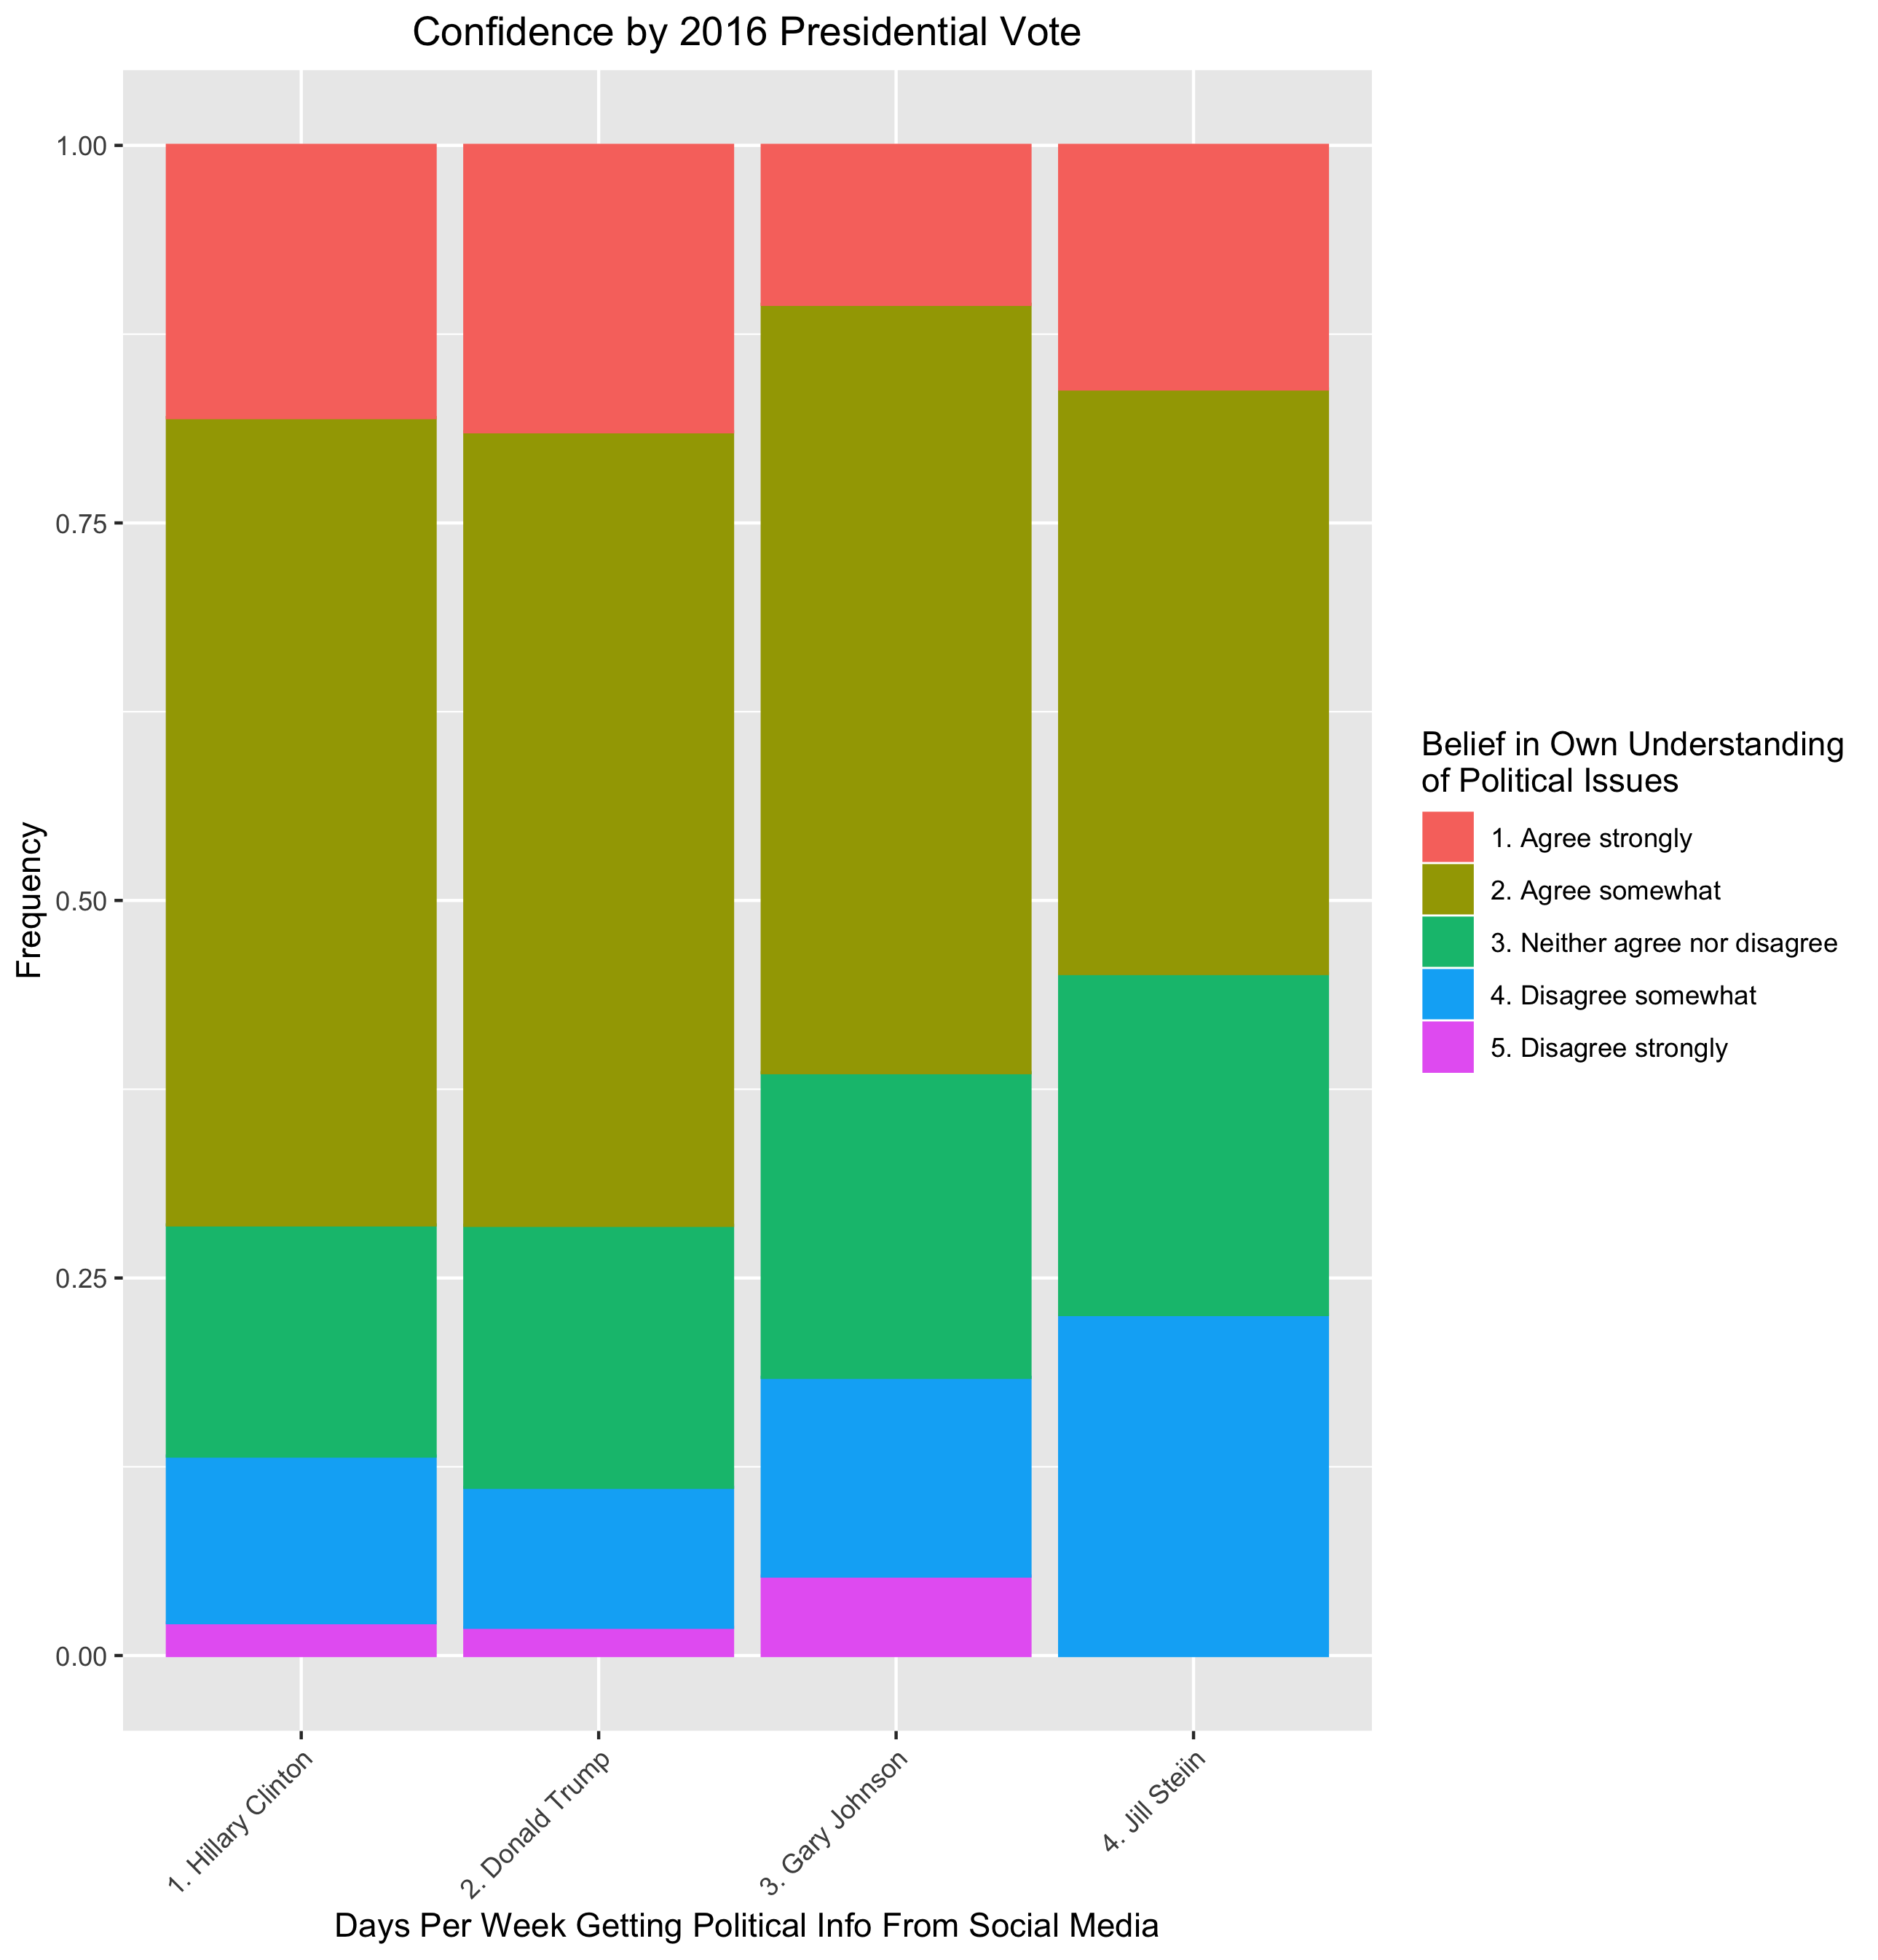 Confidence by 2016 Presidential Vote
1.00
0.75
0.50
0.25
0.00
Frequency
1. Hillary Clinton
2. Donald Trump
3. Gary Johnson
4. Jill Steiin
Days Per Week Getting Political Info From Social Media
Belief in Own Understanding
of Political Issues
1. Agree strongly
2. Agree somewhat
3. Neither agree nor disagree
4. Disagree somewhat
5. Disagree strongly